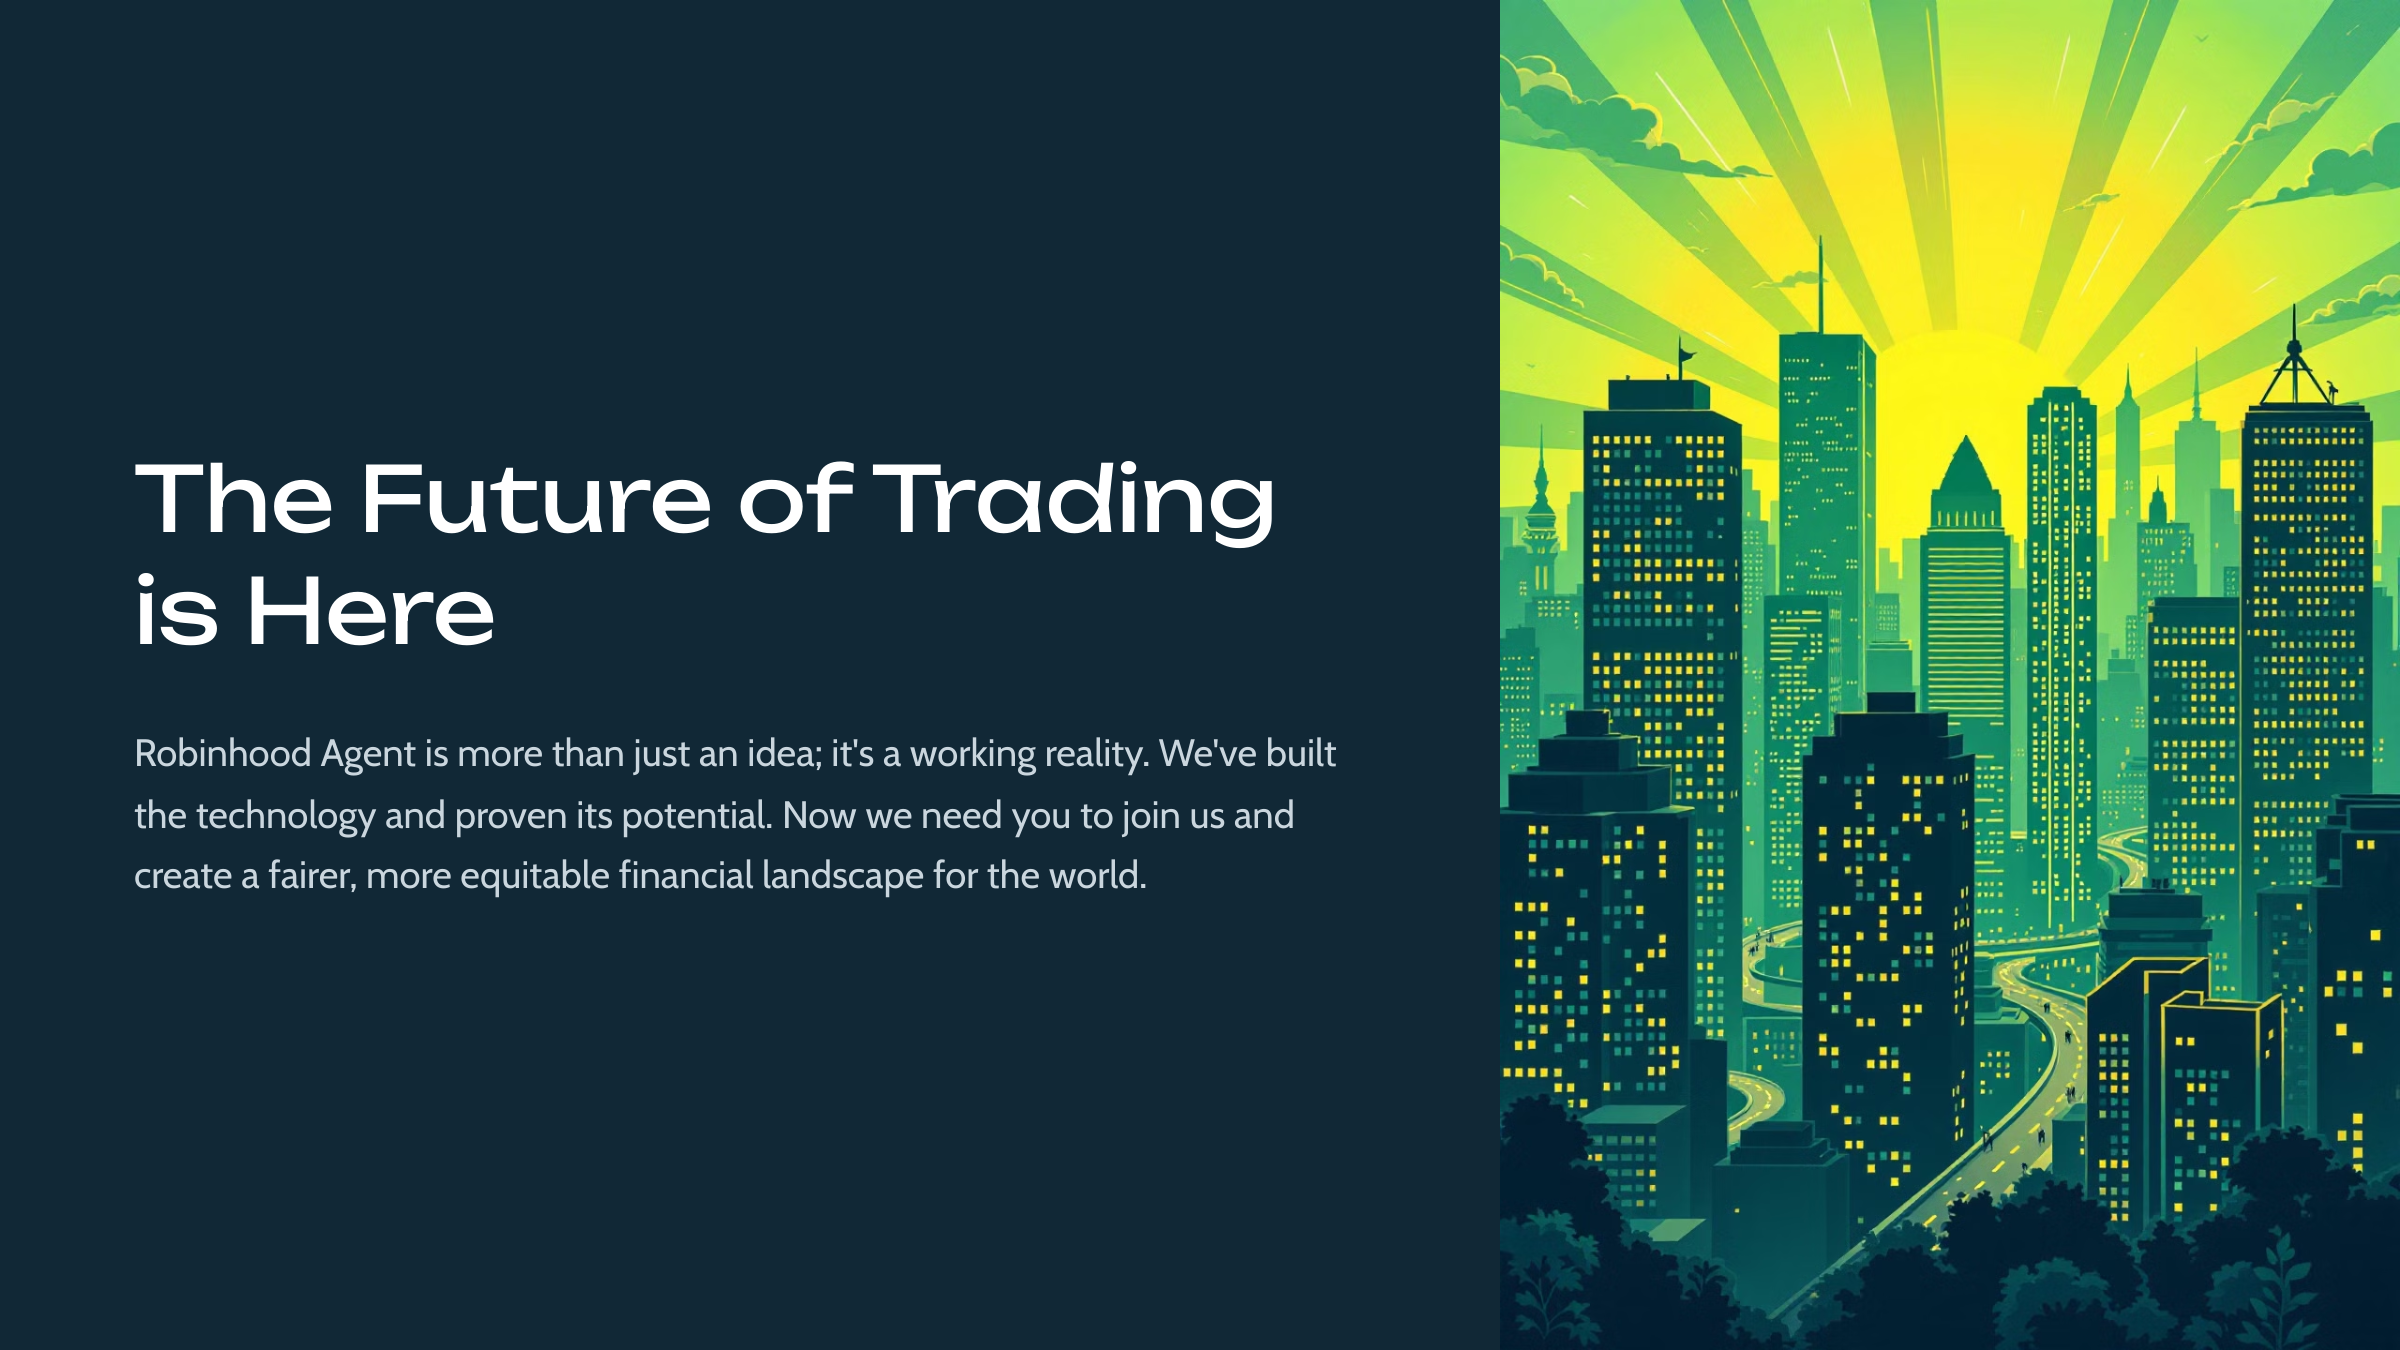 The Future of Trading
is Here
Robinhood Agent is more than just an idea; it's a working reality. We've built
the technology and proven its potential. Now we need you to join us and
create a fairer, more equitable financial landscape for the world.